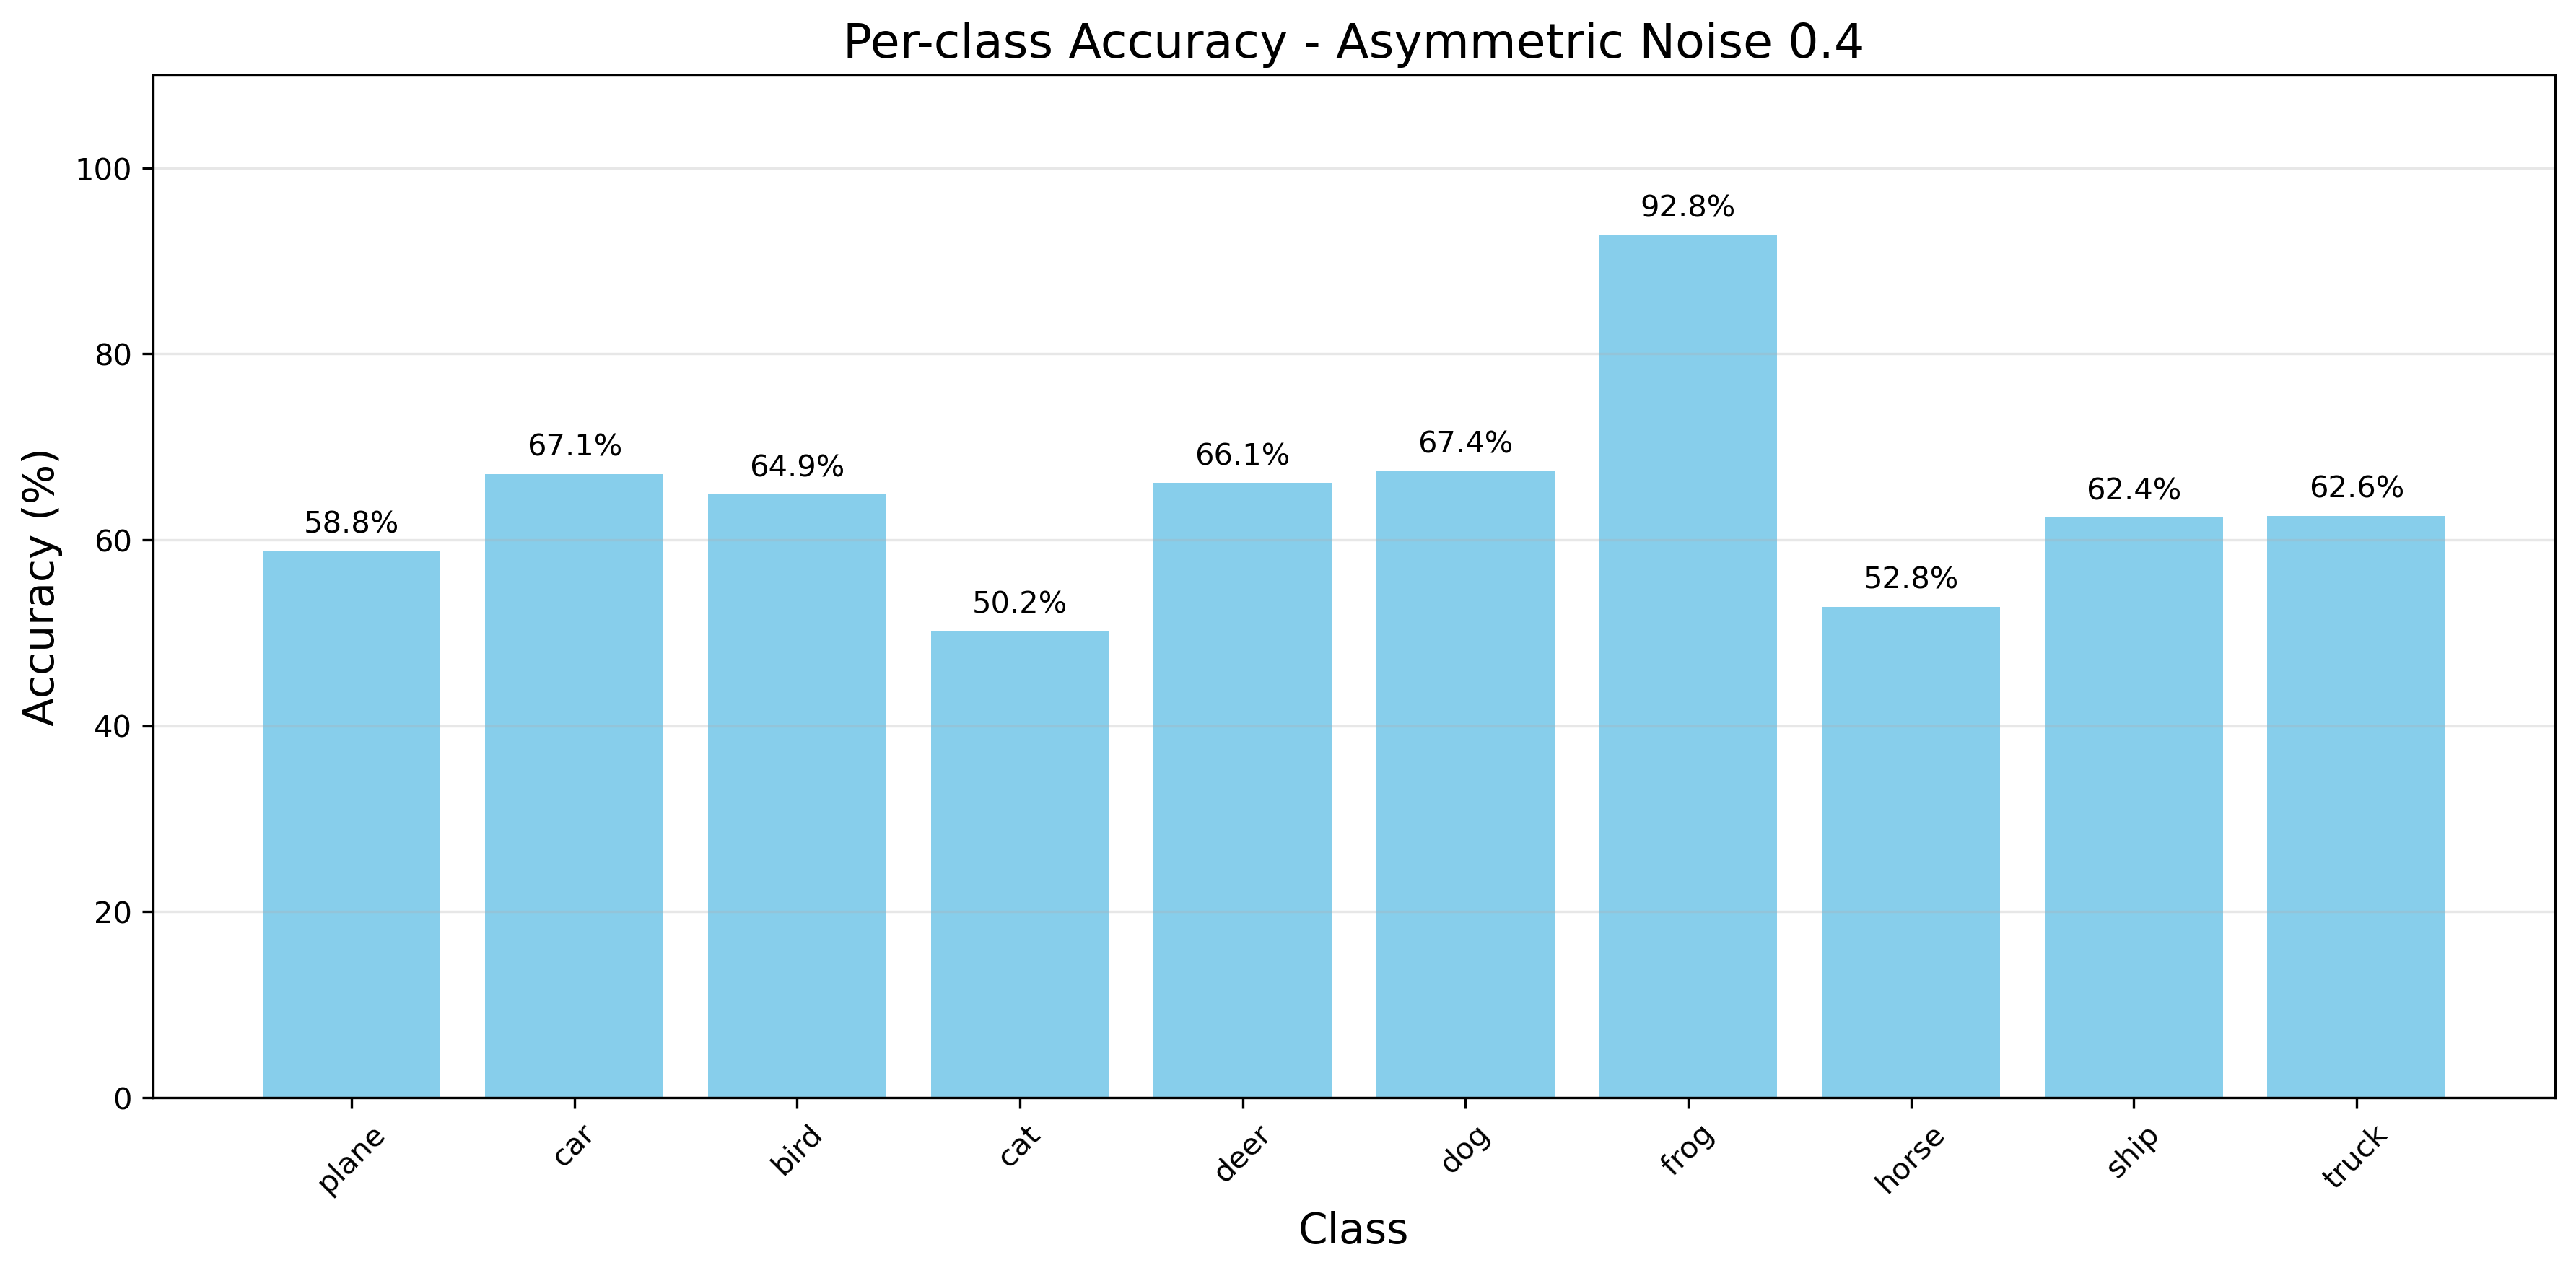 Per-class Accuracy - Asymmetric Noise 0.4
Accuracy (%)
100
80
60
40
20
0
58.8%
67.1%
64.9%
50.2%
66.1%
67.4%
92.8%
52.8%
62.4%
62.6%
plane
car
bird
cat
deer
dog
frog
horse
ship
truck
Class